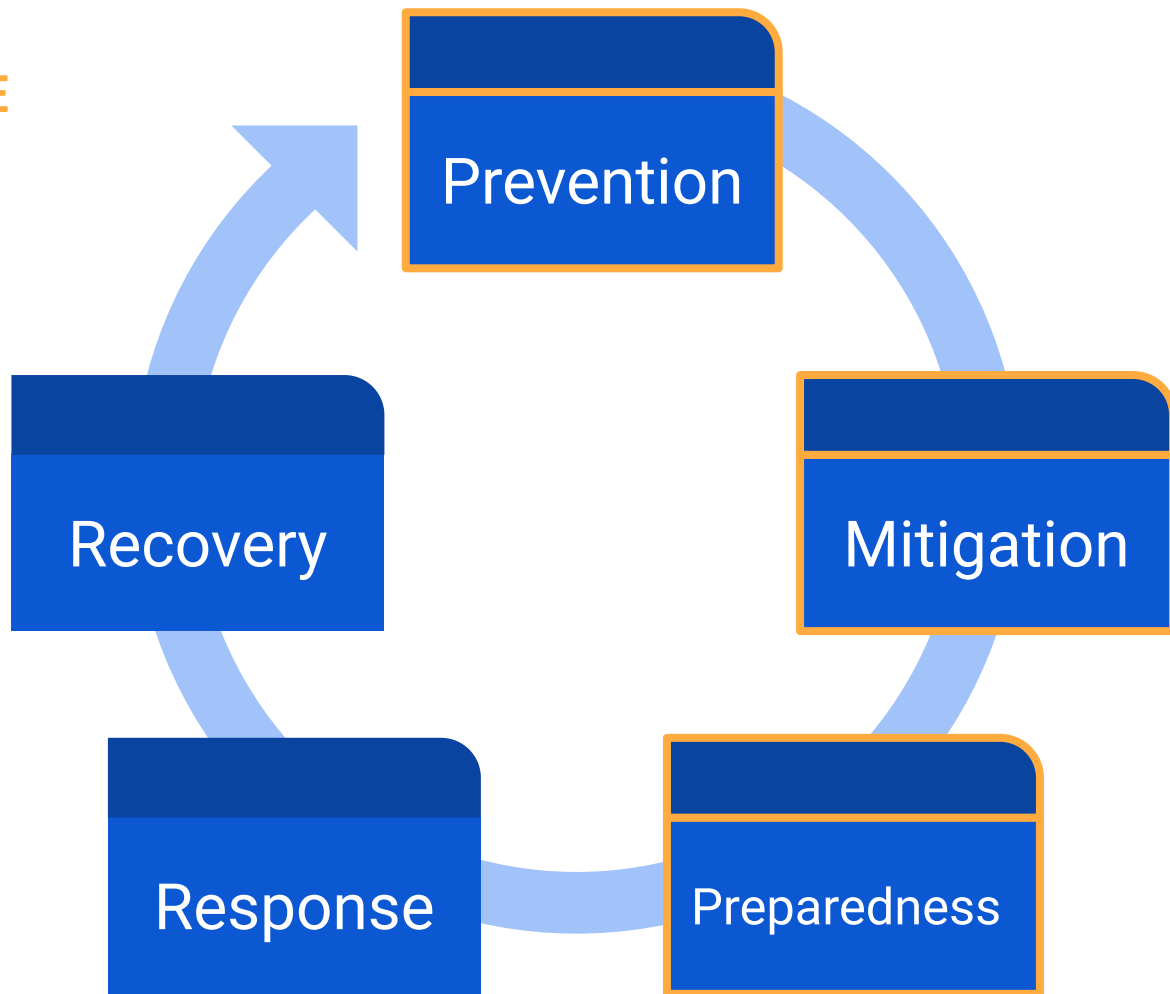 E
Prevention
Mitigation
Preparedness
Response
Recovery